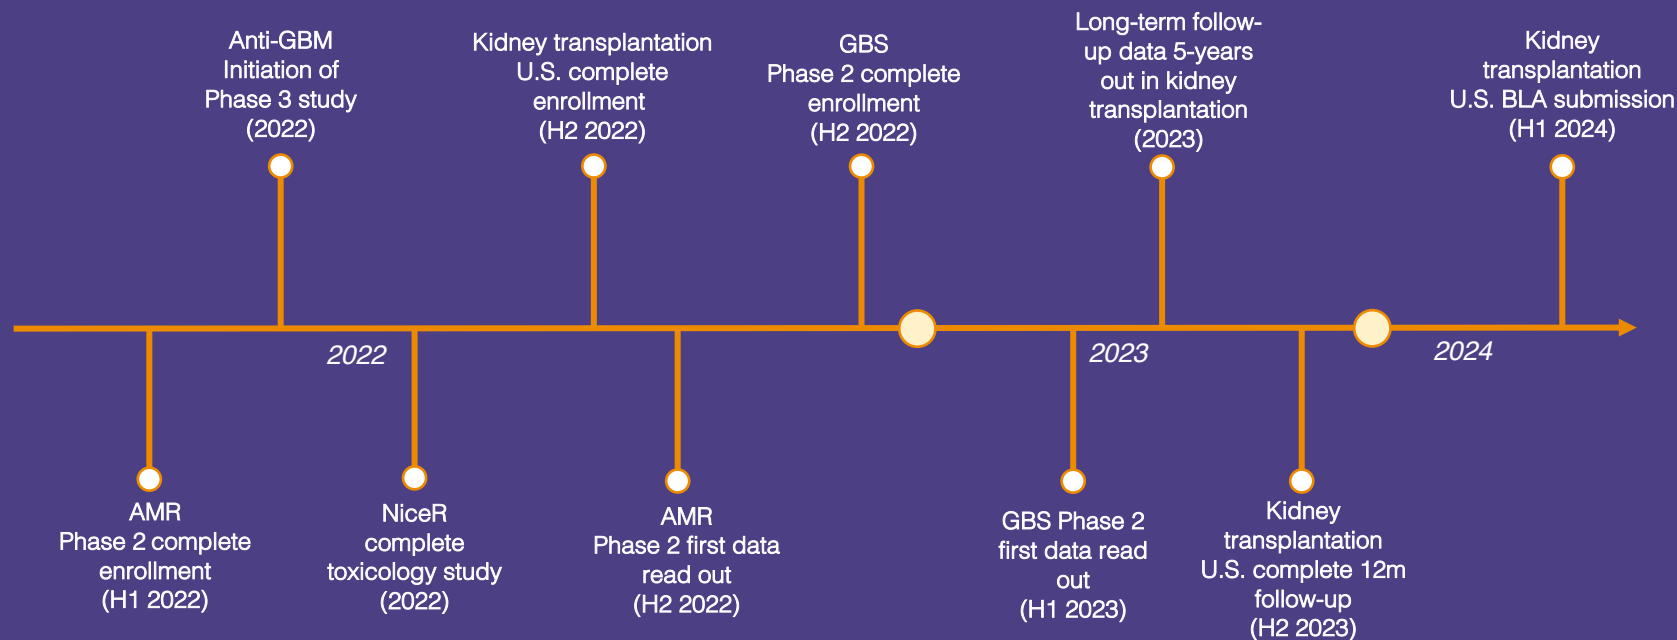 Anti-GBM
Initiation of
Phase 3 study
(2022)
Kidney transplantation
U.S. complete
enrollment
(H2 2022)
GBS
Phase 2 complete
enrollment
(H2 2022)
Long-term follow-
up data 5-years
out in kidney
transplantation
(2023)
Kidney
transplantation
U.S. BLA submission
(H1 2024)
2022
2023
2024
AMR
Phase 2 complete
enrollment
(H1 2022)
NiceR
complete
toxicology study
(2022)
AMR
Phase 2 first data
read out
(H2 2022)
GBS Phase 2
first data read
out
(H1 2023)
Kidney
transplantation
U.S. complete 12m
follow-up
(H2 2023)